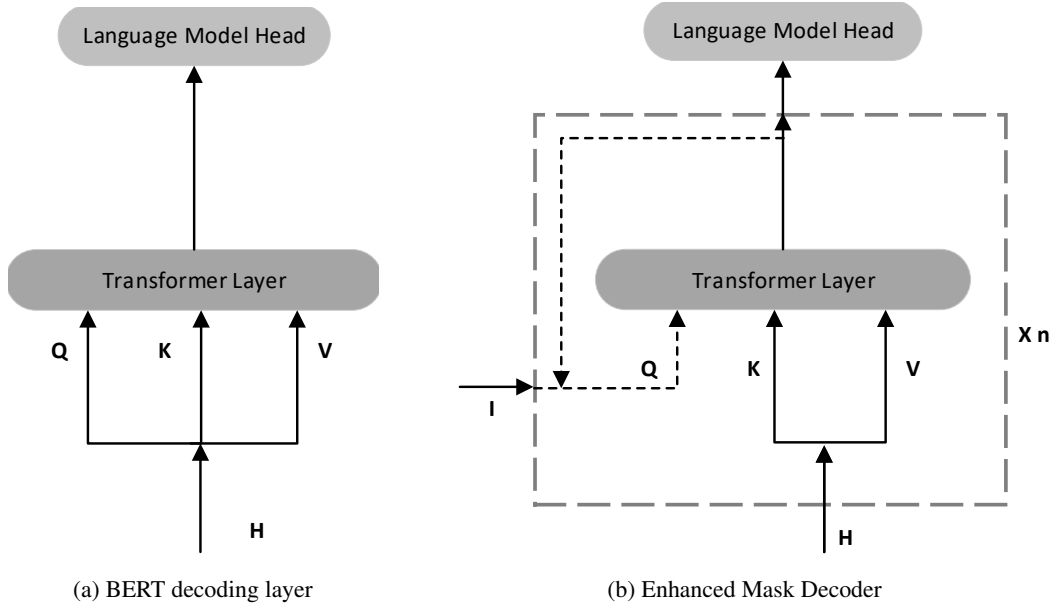 Language Model Head
Transformer Layer
Q
K
V
H
(a) BERT decoding layer
Language Model Head
Transformer Layer
X n
Q
K
V
I
H
(b) Enhanced Mask Decoder